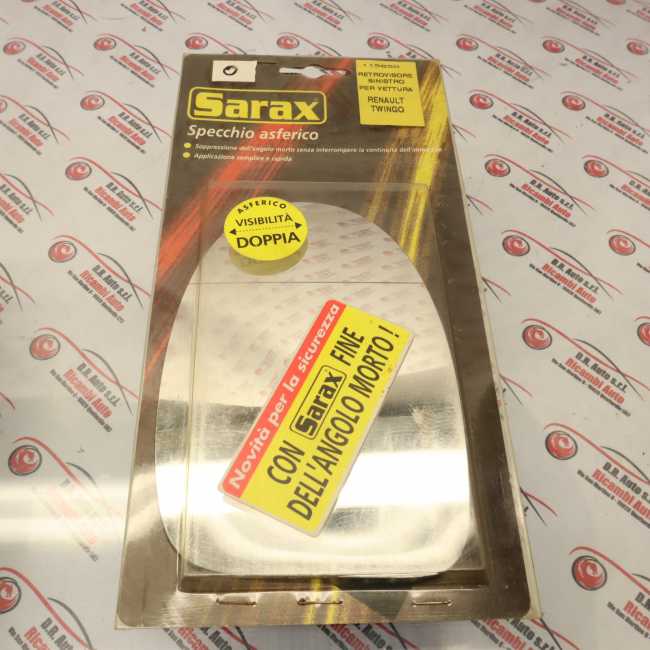 Sarax
Specchio asferico
Soppressione dell'angolo morto senza interrompere la continuità dell'immagine
Applicazione semplice e rapida
RETROVISORE
SINISTRO
PER VETTURA
RENAULT
TWINGO
ASFERICO
VISIBILITÀ
DOPPIA
Novità per la sicurezza
CON Sarax FINE
DELL'ANGOLO MORTO!
D.R. Auto s.r.l.
Ricambi Auto